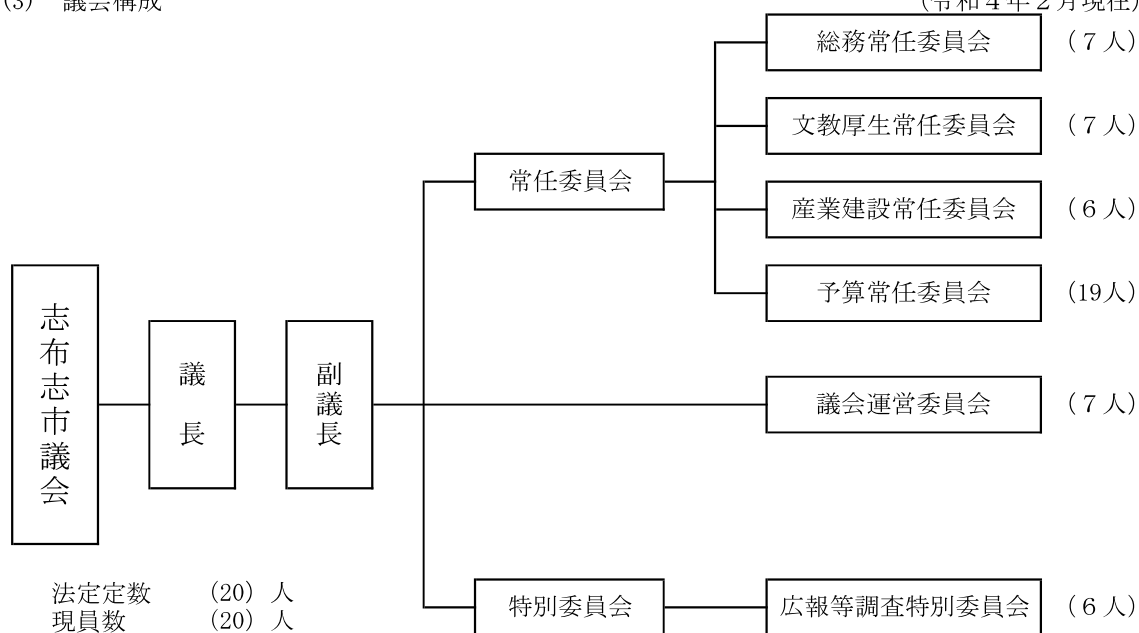 (3) 議会構成
(令和４年２月現在)
総務常任委員会 (７人)
文教厚生常任委員会 (７人)
常任委員会
産業建設常任委員会 (６人)
予算常任委員会 (19人)
志布志市議会
議長
副議長
議会運営委員会 (７人)
法定定数 (20) 人
現員数 (20) 人
特別委員会
広報等調査特別委員会 (６人)